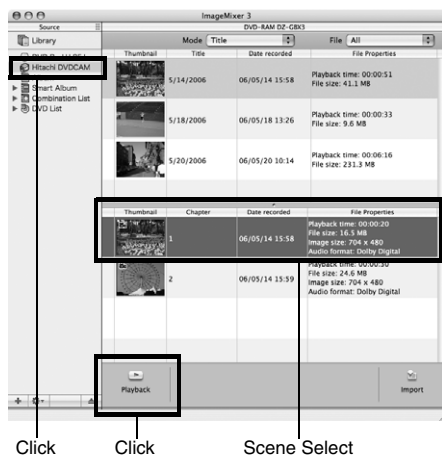 ImageMixer 3
Source
DVD-RAM DZ-GBX3
Library
Mode Title
File All
Thumbnail Title Date recorded File Properties
Hitachi DVDCAM
Smart Album
Combination List
DVD List
5/14/2006 06/05/14 15:58 Playback time: 00:00:51
File size: 41.1 MB
5/18/2006 06/05/18 13:26 Playback time: 00:00:33
File size: 9.6 MB
5/20/2006 06/05/20 10:14 Playback time: 00:06:16
File size: 231.3 MB
Thumbnail Chapter Date recorded File Properties
1 06/05/14 15:58 Playback time: 00:00:20
File size: 16.5 MB
Image size: 704 x 480
Audio format: Dolby Digital
2 06/05/14 15:59 Playback time: 00:00:30
File size: 24.6 MB
Image size: 704 x 480
Audio format: Dolby Digital
Playback
Import
Click Click Scene Select